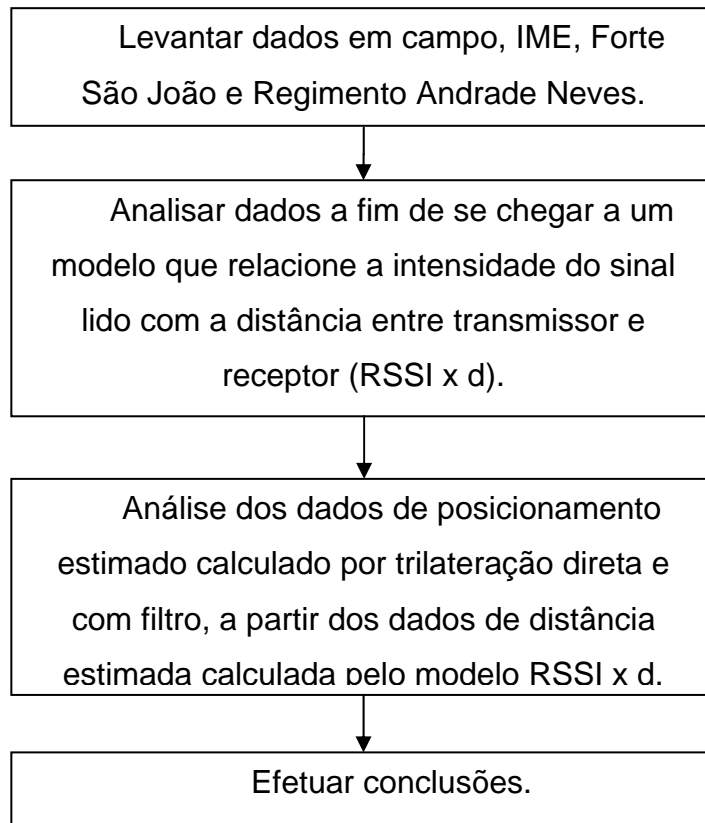 Levantar dados em campo, IME, Forte
São João e Regimento Andrade Neves.
Analisar dados a fim de se chegar a um
modelo que relacione a intensidade do sinal
lido com a distância entre transmissor e
receptor (RSSI x d).
Análise dos dados de posicionamento
estimado calculado por trilateração direta e
com filtro, a partir dos dados de distância
estimada calculada pelo modelo RSSI x d.
Efetuar conclusões.